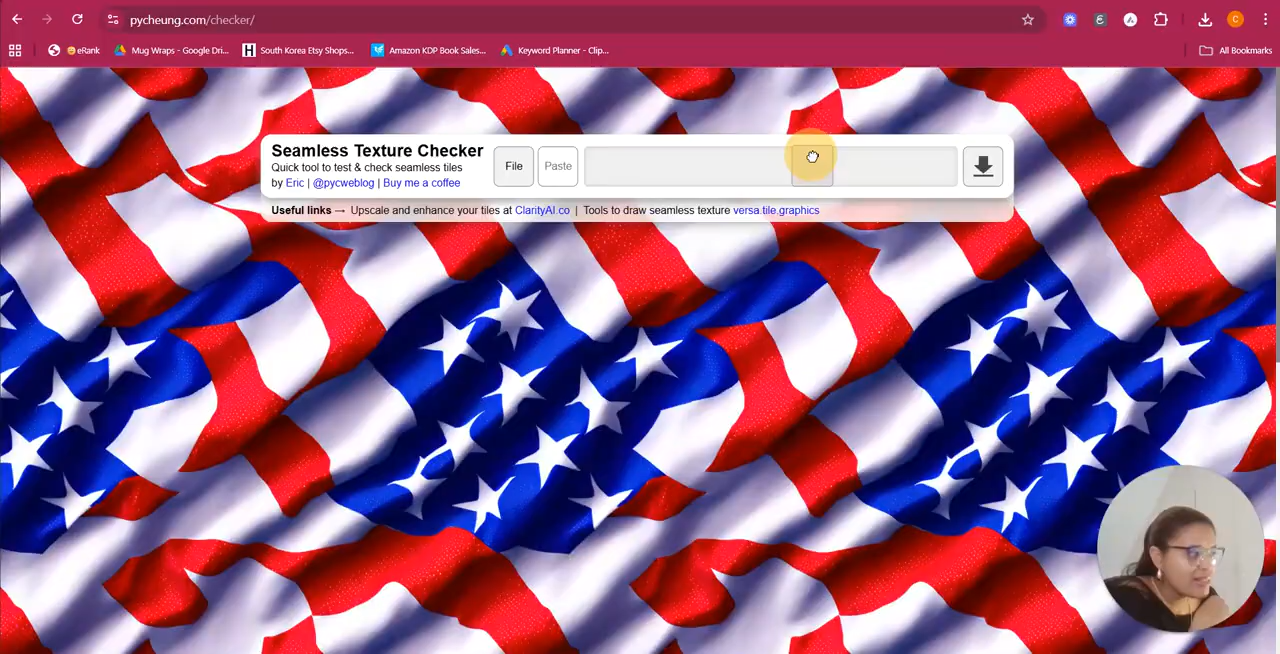 pycheung.com/checker/
C
eRank
Mug Wraps - Google Dri...
South Korea Etsy Shops...
Amazon KDP Book Sales...
Keyword Planner - Clip...
All Bookmarks
Seamless Texture Checker
Quick tool to test & check seamless tiles
by Eric | @pycweblog | Buy me a coffee
File
Paste
Useful links → Upscale and enhance your tiles at ClarityAI.co | Tools to draw seamless texture versa.tile.graphics